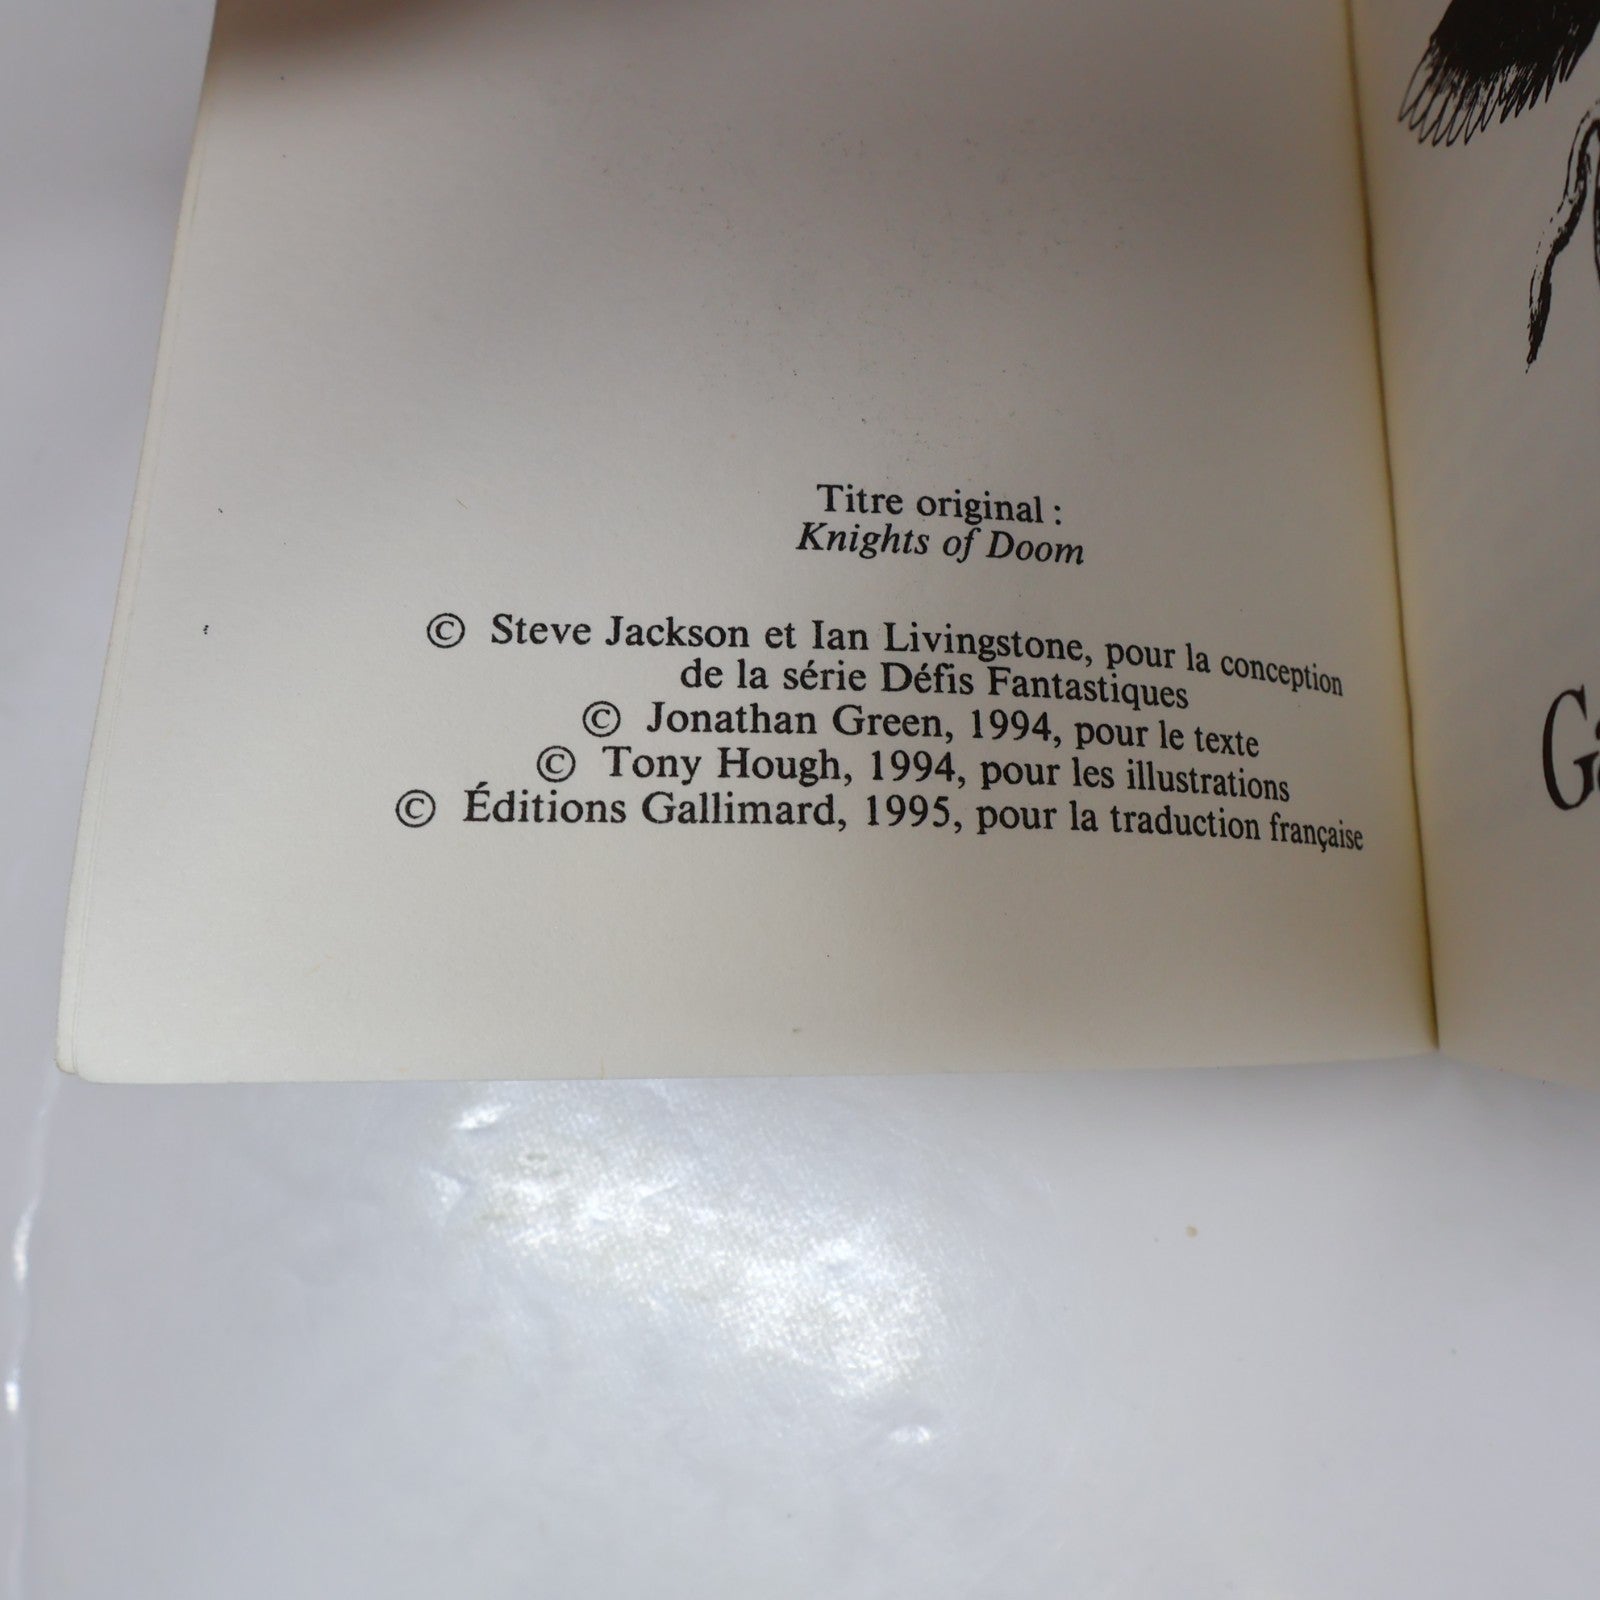 Titre original :
Knights of Doom
© Steve Jackson et Ian Livingstone, pour la conception
de la série Défis Fantastiques
© Jonathan Green, 1994, pour le texte
© Tony Hough, 1994, pour les illustrations
© Éditions Gallimard, 1995, pour la traduction française